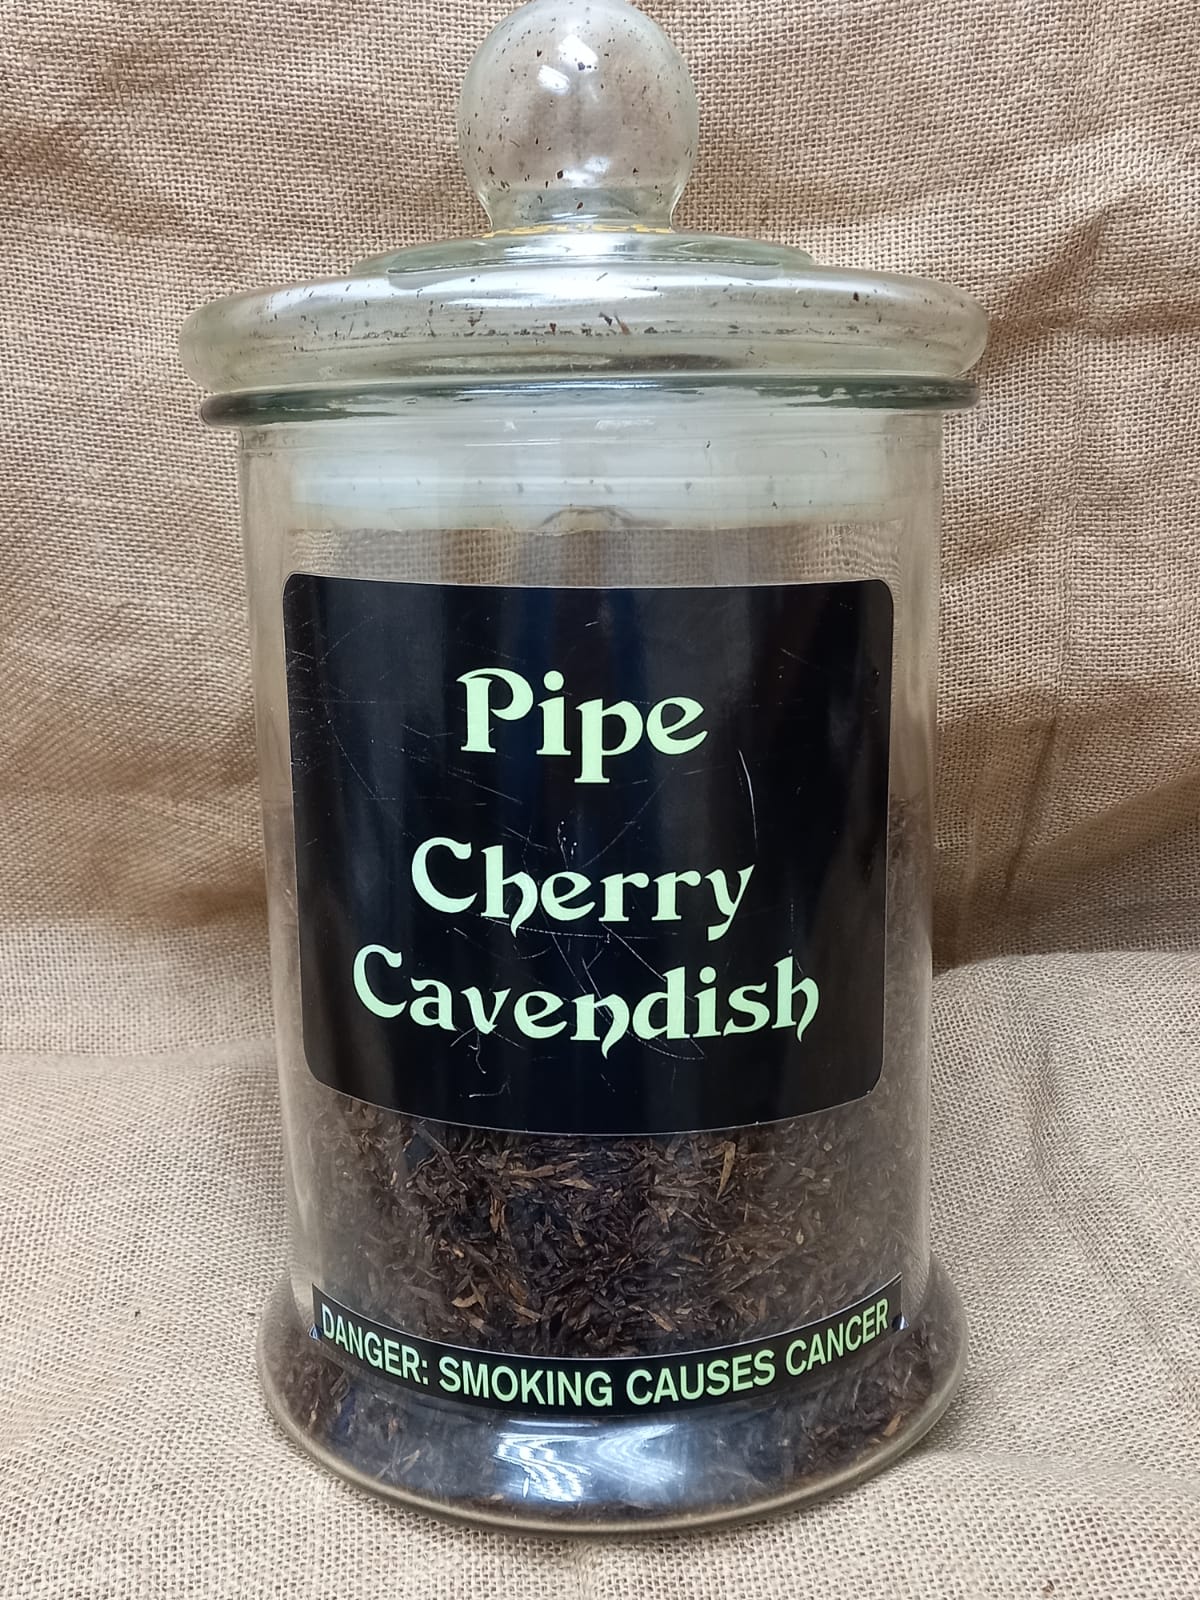 Pipe
Cherry
Cavendish
DANGER: SMOKING CAUSES CANCER